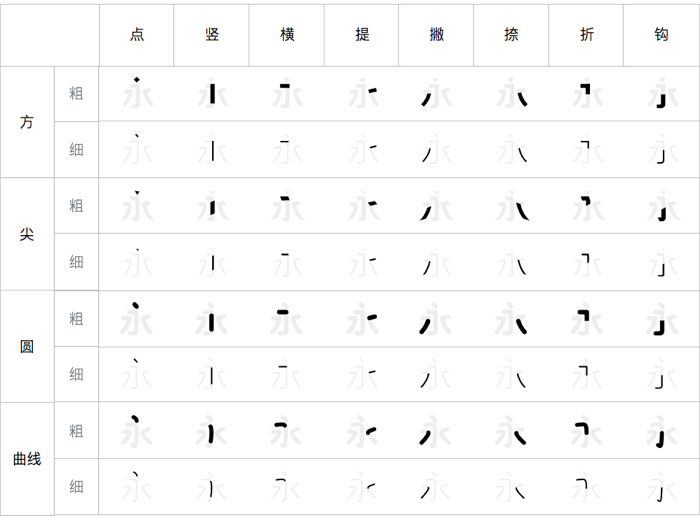 点 竖 横 提 撇 捺 折 钩
方 粗 永 永 永 永 永 永 永 永
细 永 永 永 永 永 永 永 永
尖 粗 永 永 永 永 永 永 永 永
细 永 永 永 永 永 永 永 永
圆 粗 永 永 永 永 永 永 永 永
细 永 永 永 永 永 永 永 永
曲线 粗 永 永 永 永 永 永 永 永
细 永 永 永 永 永 永 永 永